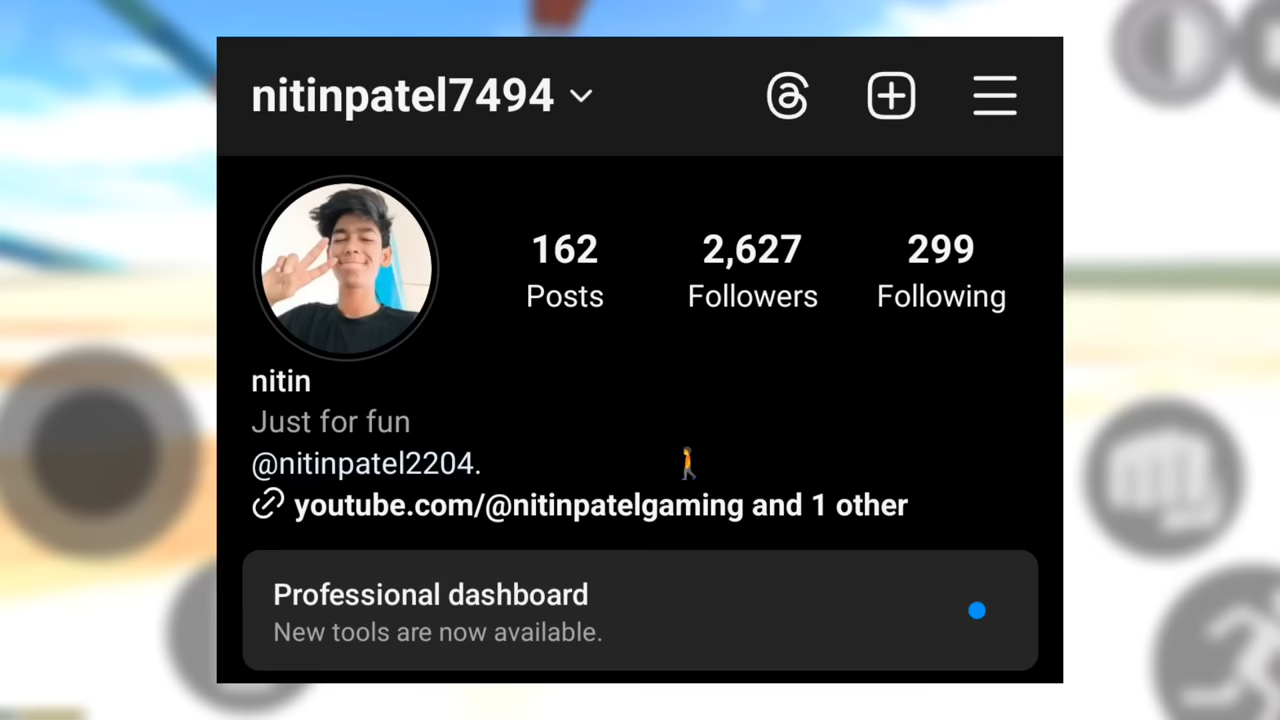 nitinpatel7494
162
Posts
2,627
Followers
299
Following
nitin
Just for fun
@nitinpatel2204. 🚶
youtube.com/@nitinpatelgaming and 1 other
Professional dashboard
New tools are now available.